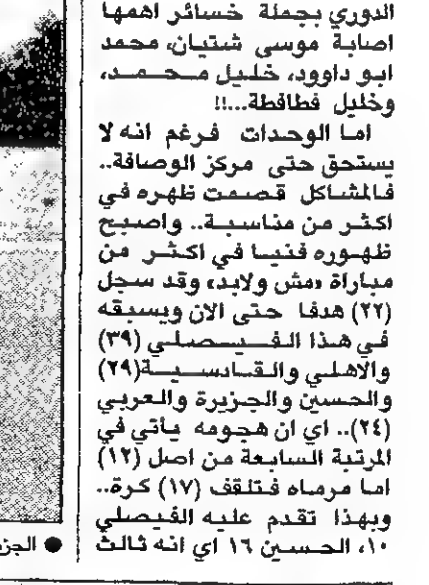 الدوري بجملة خسائر اهمها
اصابة موسى شتيان، محمد
ابو داوود، خليل محمد،
وخليل فطافطة...!!
اما الوحدات فرغم انه لا
يستحق حتى مركز الوصافة..
فالمشاكل قصمت ظهره في
اكثر من مناسبة.. واصبح
ظهوره فنيا في اكثر من
مباراة «مش ولابد» وقد سجل
(٢٢) هدفا حتى الان ويسبقه
في هذا الفيصلي (٣٩)
والاهلي والقادسية(٢٩)
والحسين والجزيرة والعربي
(٢٤).. اي ان هجومه يأتي في
المرتبة السابعة من اصل (١٢)
اما مرماه فتلقف (١٧) كرة..
وبهذا تقدم عليه الفيصلي
١٠، الحسين ١٦ اي انه ثالث
● الجز